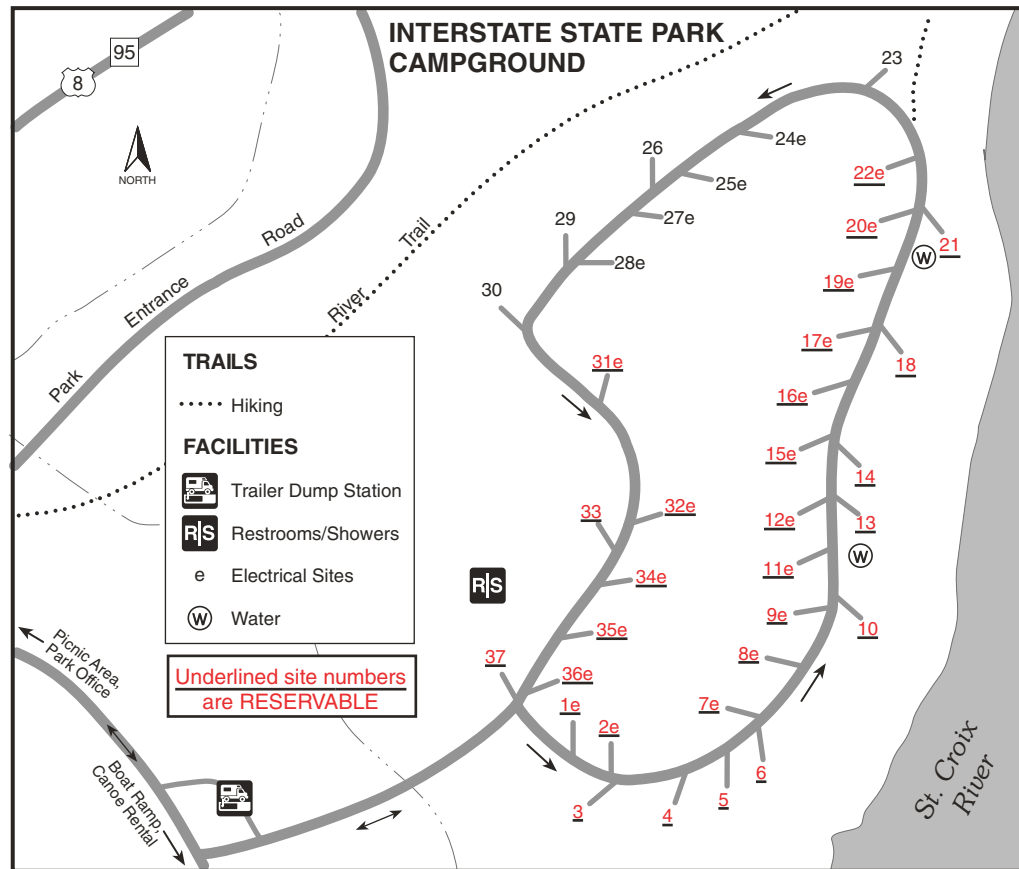 INTERSTATE STATE PARK
CAMPGROUND
95
8
NORTH
23
24e
26
25e
22e
20e
21
W
27e
29
28e
19e
Trail
Road
River
30
Entrance
Park
17e
18
31e
16e
TRAILS
Hiking
FACILITIES
Trailer Dump Station
R|S
Restrooms/Showers
e
Electrical Sites
W
Water
15e
14
33
32e
12e
13
W
11e
R|S
34e
9e
10
35e
8e
37
36e
Underlined site numbers
are RESERVABLE
1e
2e
7e
6
3
4
5
Picnic Area,
Park Office
Boat Ramp,
Canoe Rental
St. Croix
River